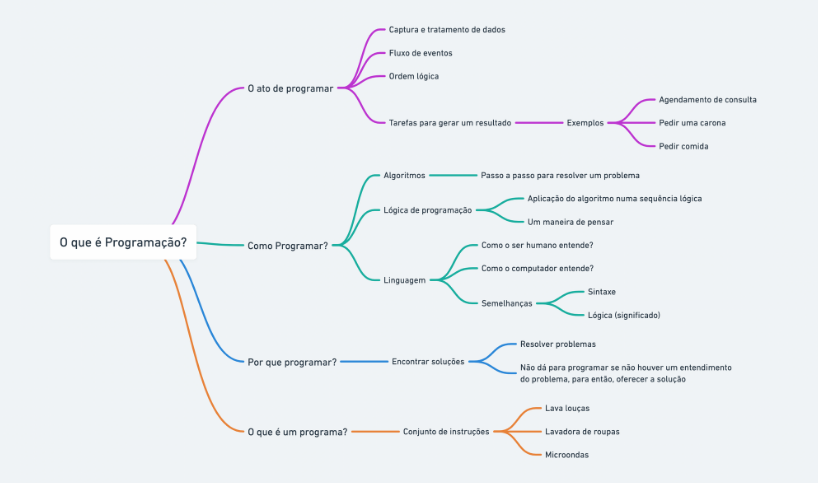 O que é Programação?
O ato de programar
Captura e tratamento de dados
Fluxo de eventos
Ordem lógica
Tarefas para gerar um resultado
Exemplos
Agendamento de consulta
Pedir uma carona
Pedir comida
Como Programar?
Algoritmos
Passo a passo para resolver um problema
Lógica de programação
Aplicação do algoritmo numa sequência lógica
Um maneira de pensar
Linguagem
Como o ser humano entende?
Como o computador entende?
Semelhanças
Sintaxe
Lógica (significado)
Por que programar?
Encontrar soluções
Resolver problemas
Não dá para programar se não houver um entendimento
do problema, para então, oferecer a solução
O que é um programa?
Conjunto de instruções
Lava louças
Lavadora de roupas
Microondas